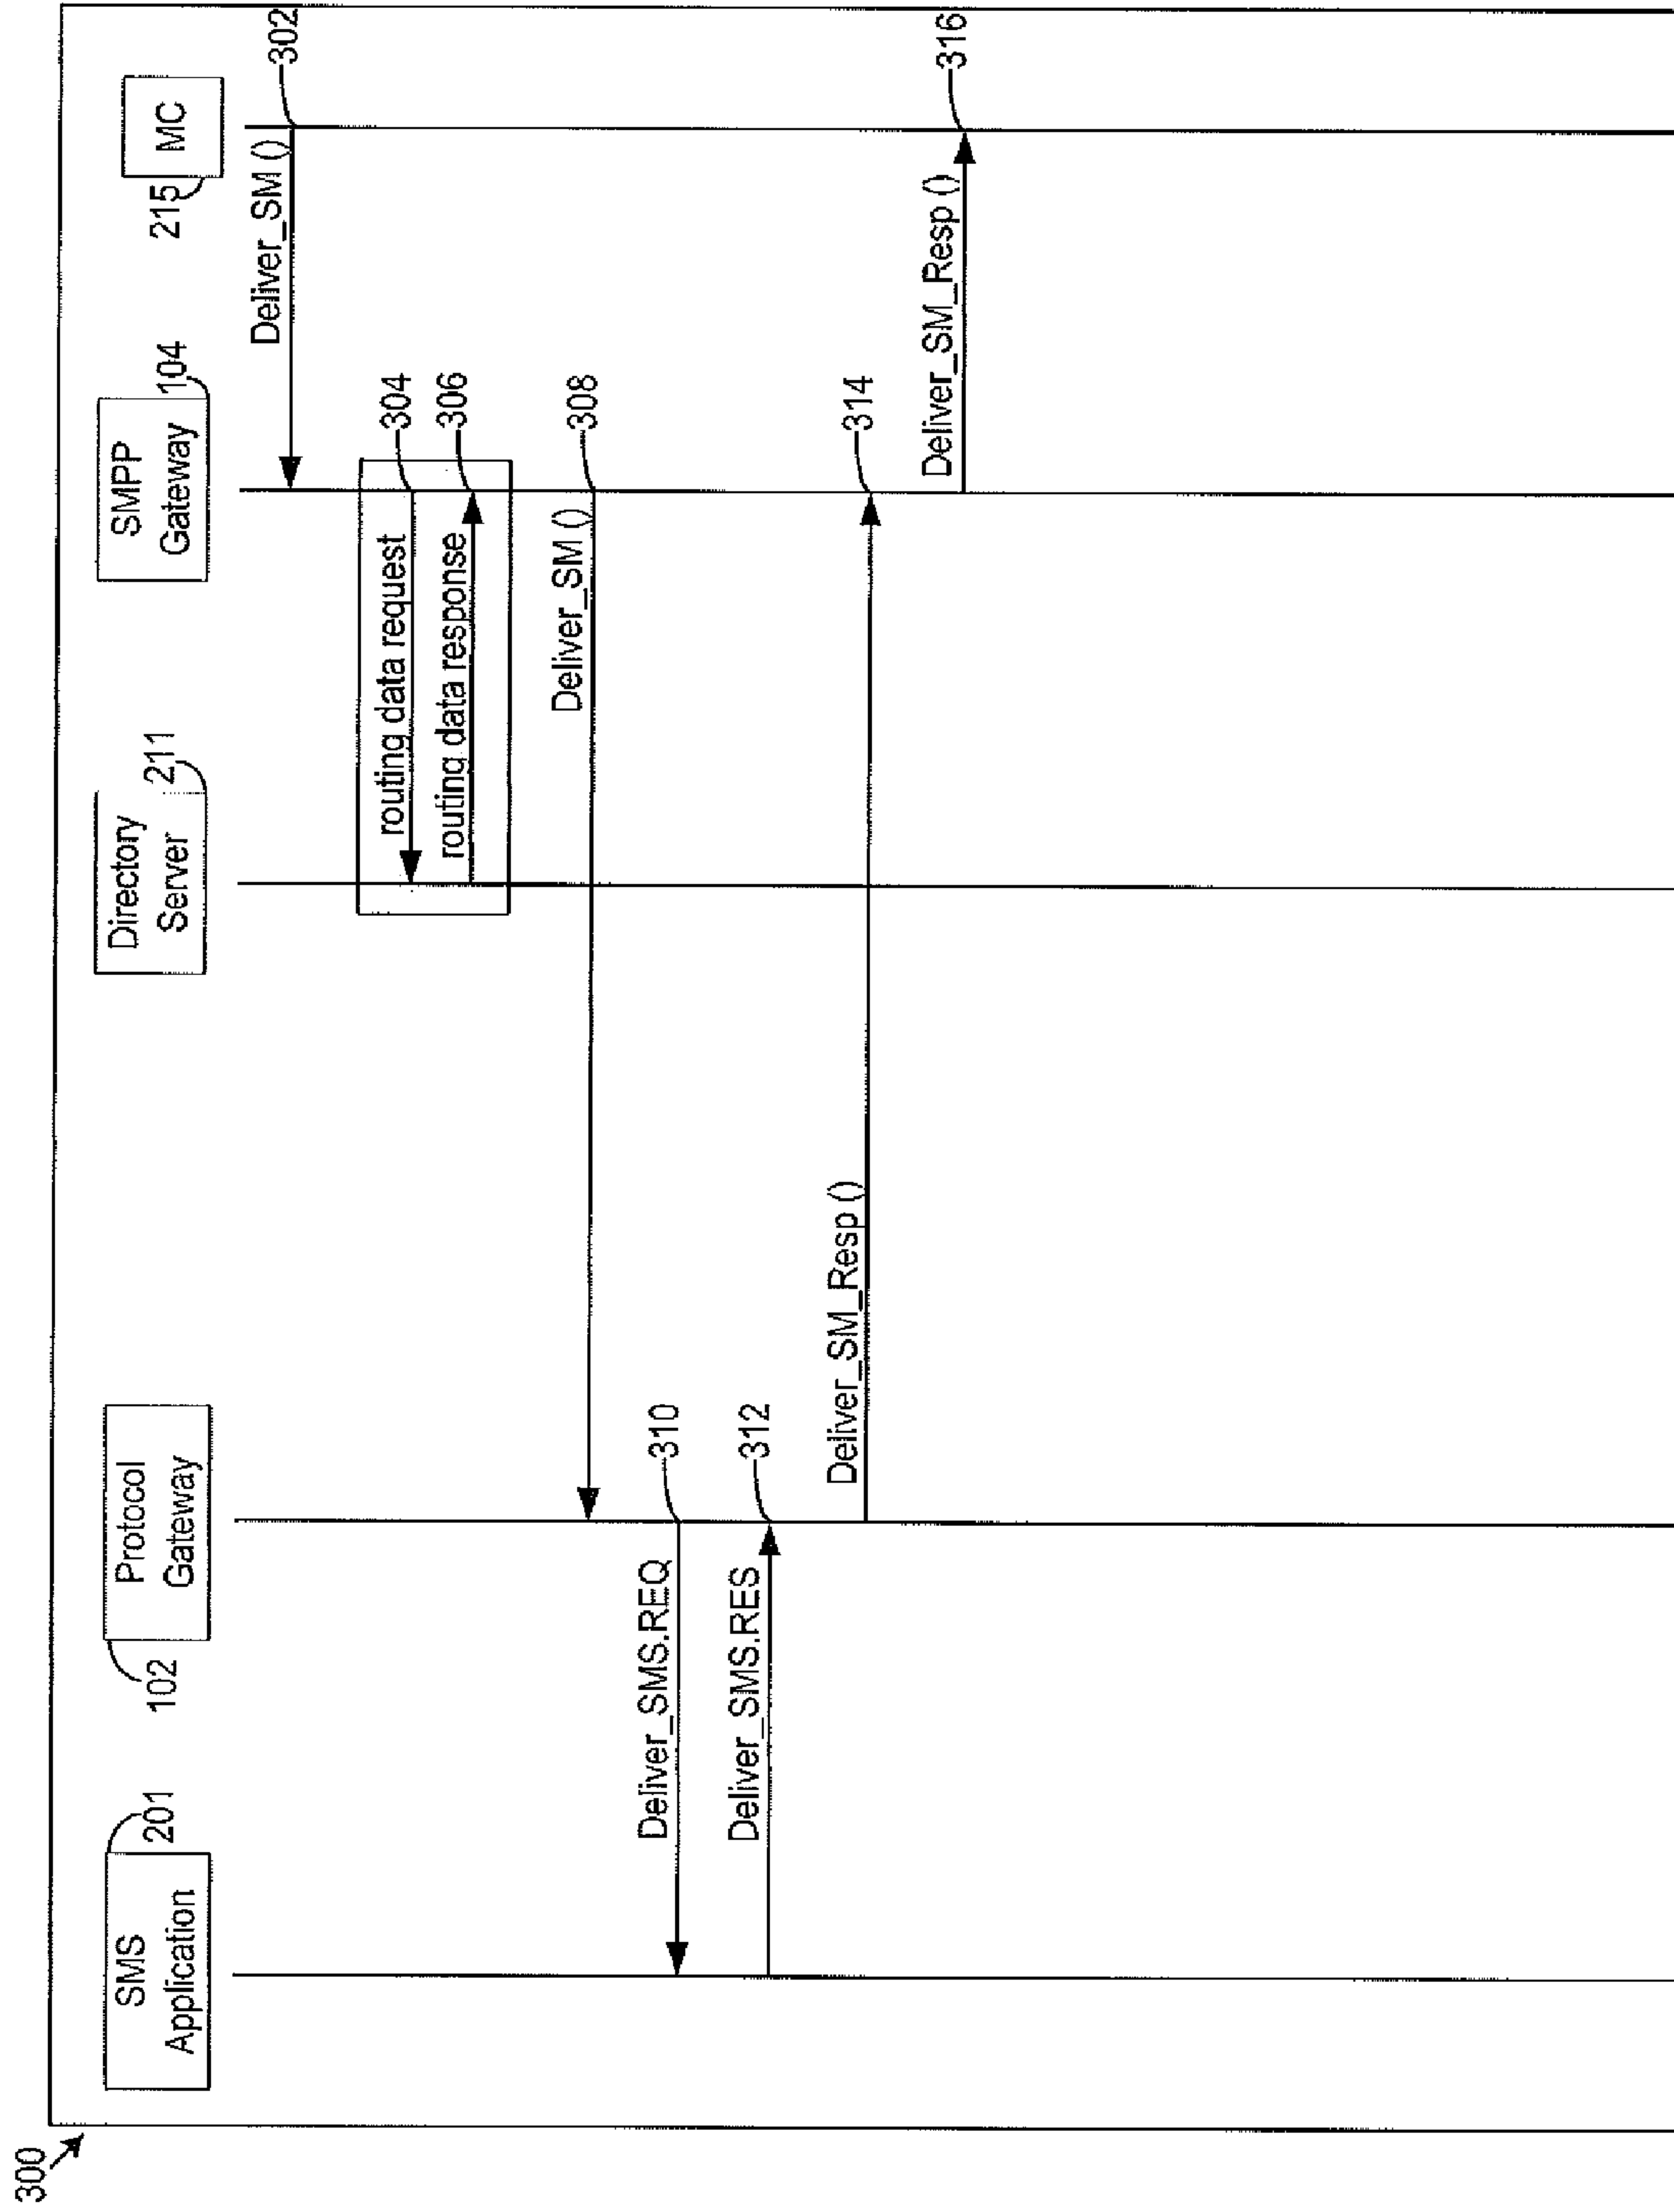 300
SMS
Application
201
Protocol
Gateway
102
Directory
Server
211
SMPP
Gateway
104
MC
215
Deliver_SM ()
302
routing data request
304
routing data response
306
Deliver_SM ()
308
Deliver_SMS.REQ
310
Deliver_SMS.RES
312
Deliver_SM_Resp ()
314
Deliver_SM_Resp ()
316